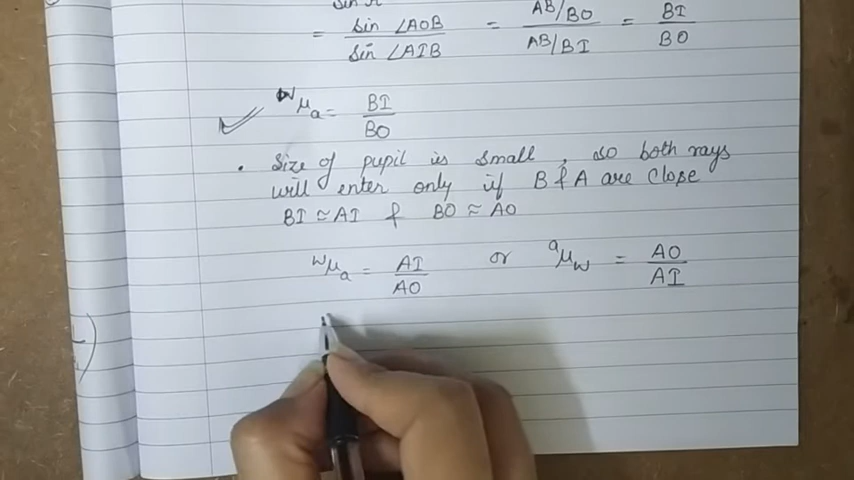 = sin ∠AOB / sin ∠AIB = AB/BO / AB/BI = BI / BO
ʷμₐ = BI / BO
• Size of pupil is small, so both rays
will enter only if B & A are close
BI ≈ AI & BO ≈ AO
ʷμₐ = AI / AO or ᵃμ_w = AO / AI